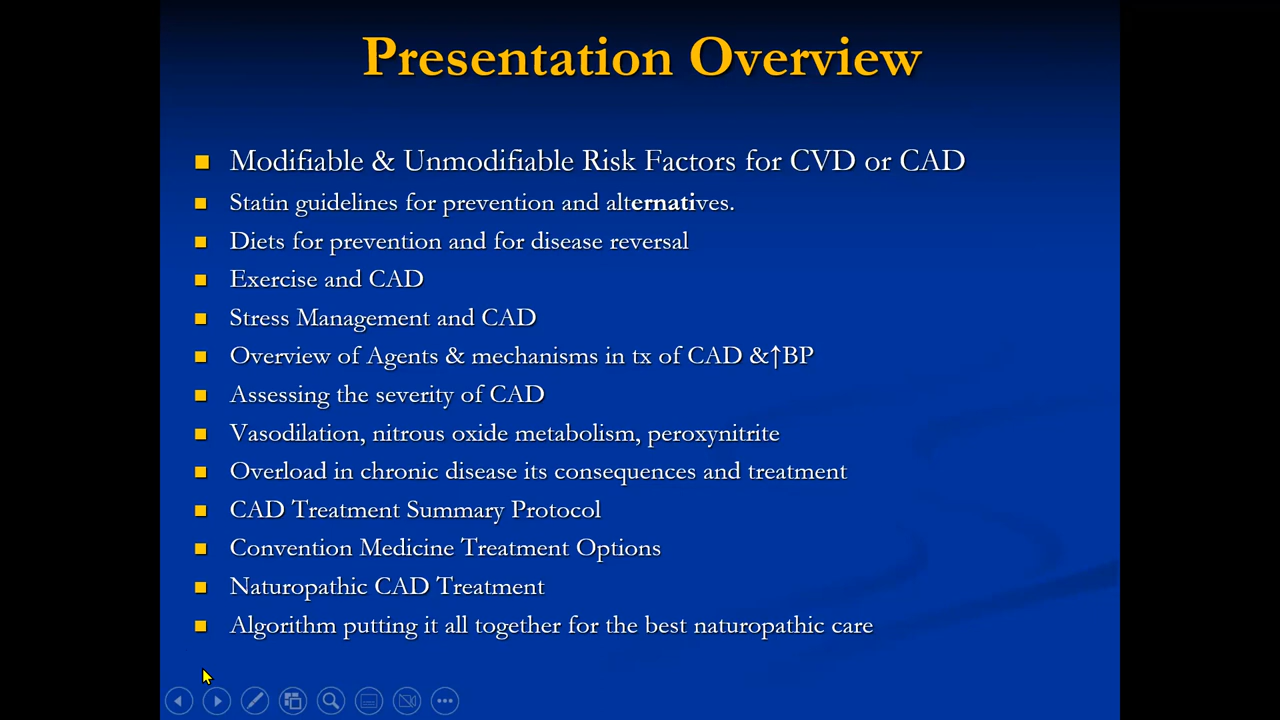 Presentation Overview
Modifiable & Unmodifiable Risk Factors for CVD or CAD
Statin guidelines for prevention and alternatives.
Diets for prevention and for disease reversal
Exercise and CAD
Stress Management and CAD
Overview of Agents & mechanisms in tx of CAD &↑BP
Assessing the severity of CAD
Vasodilation, nitrous oxide metabolism, peroxynitrite
Overload in chronic disease its consequences and treatment
CAD Treatment Summary Protocol
Convention Medicine Treatment Options
Naturopathic CAD Treatment
Algorithm putting it all together for the best naturopathic care